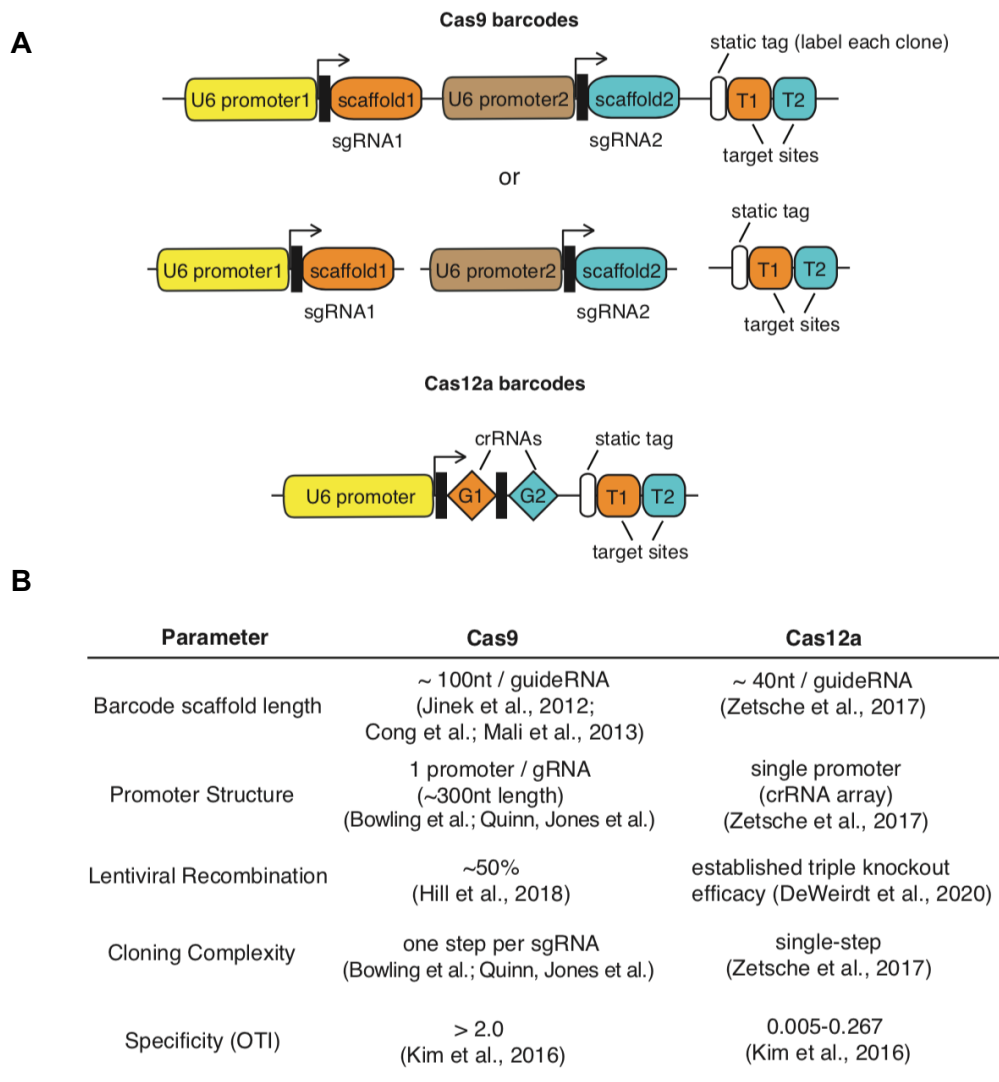 A
Cas9 barcodes
static tag (label each clone)
U6 promoter1 scaffold1 U6 promoter2 scaffold2 T1 T2
sgRNA1 sgRNA2
target sites
or
static tag
U6 promoter1 scaffold1 U6 promoter2 scaffold2 T1 T2
sgRNA1 sgRNA2
target sites
Cas12a barcodes
crRNAs static tag
U6 promoter G1 G2 T1 T2
target sites
B
Parameter Cas9 Cas12a
Barcode scaffold length
~ 100nt / guideRNA
(Jinek et al., 2012;
Cong et al.; Mali et al., 2013)
~ 40nt / guideRNA
(Zetsche et al., 2017)
Promoter Structure
1 promoter / gRNA
(~300nt length)
(Bowling et al.; Quinn, Jones et al.)
single promoter
(crRNA array)
(Zetsche et al., 2017)
Lentiviral Recombination
~50%
(Hill et al., 2018)
established triple knockout
efficacy (DeWeirdt et al., 2020)
Cloning Complexity
one step per sgRNA
(Bowling et al.; Quinn, Jones et al.)
single-step
(Zetsche et al., 2017)
Specificity (OTI)
> 2.0
(Kim et al., 2016)
0.005-0.267
(Kim et al., 2016)